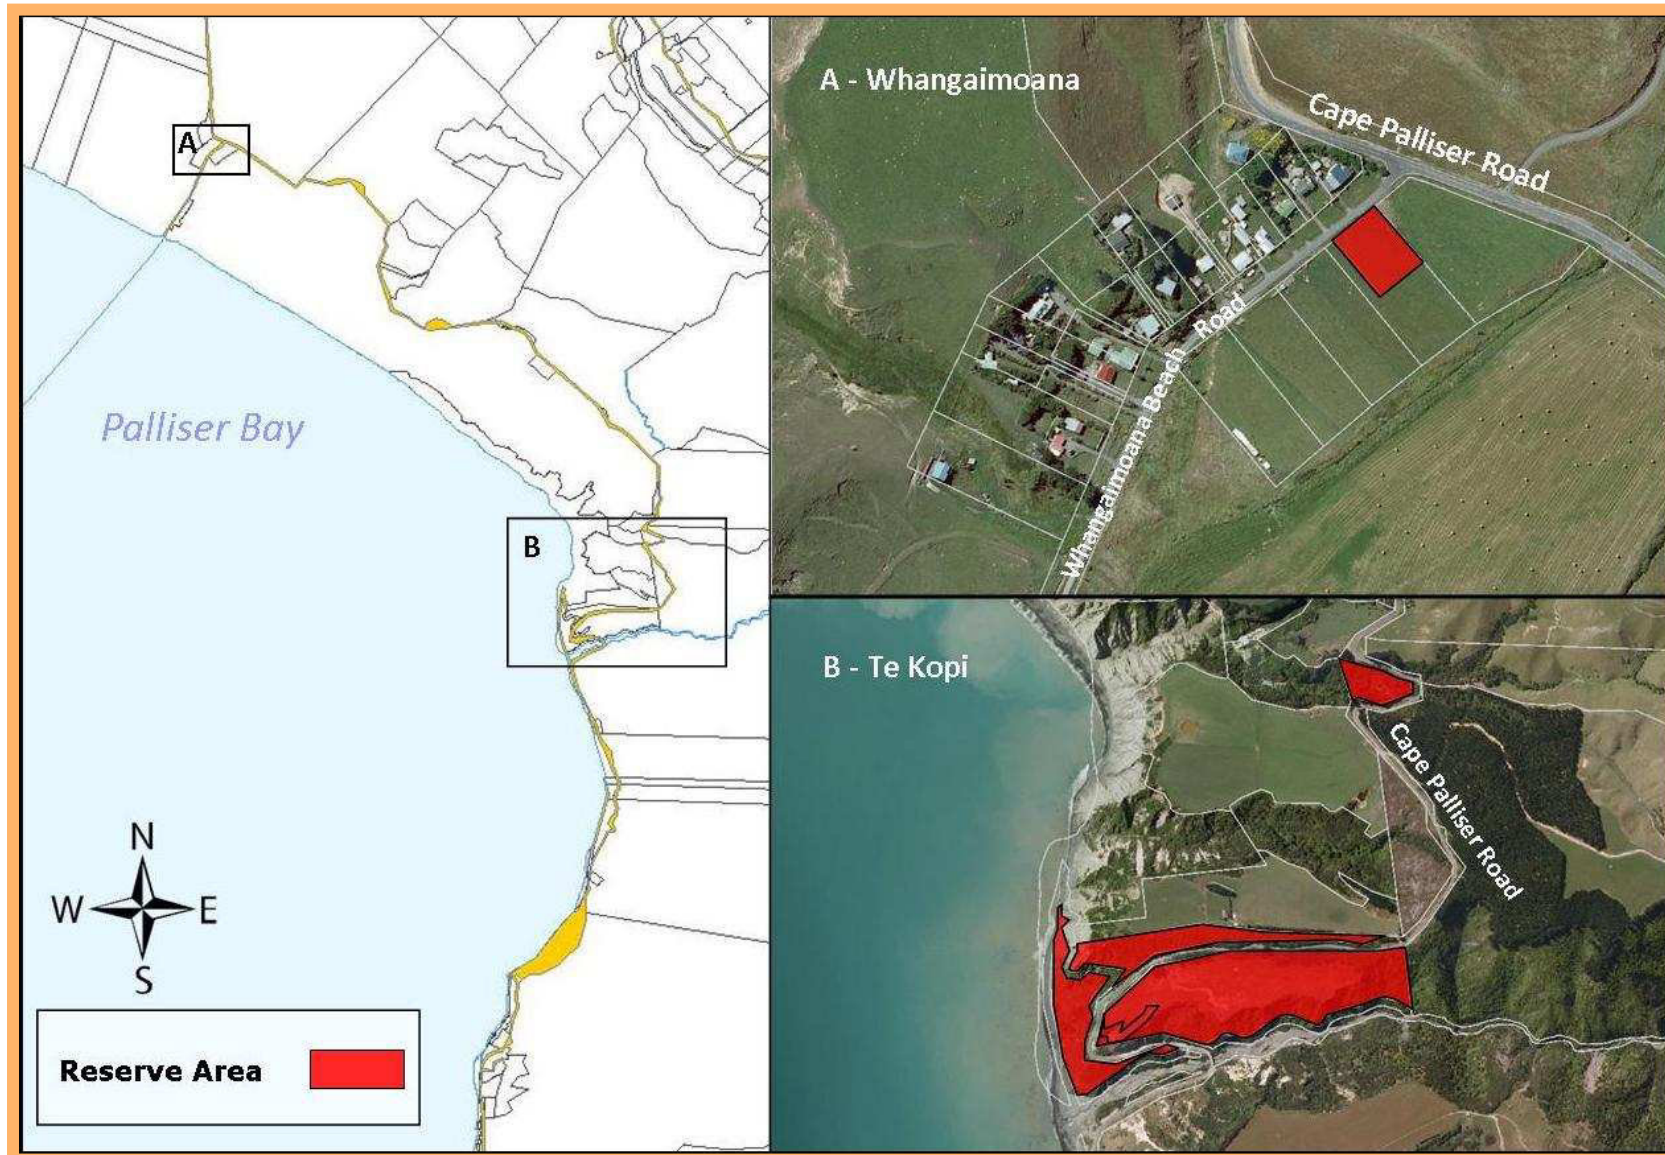 A
B
Palliser Bay
N
W
E
S
Reserve Area
A - Whangaimoana
Cape Palliser Road
Whangaimoana Beach Road
B - Te Kopi
Cape Palliser Road